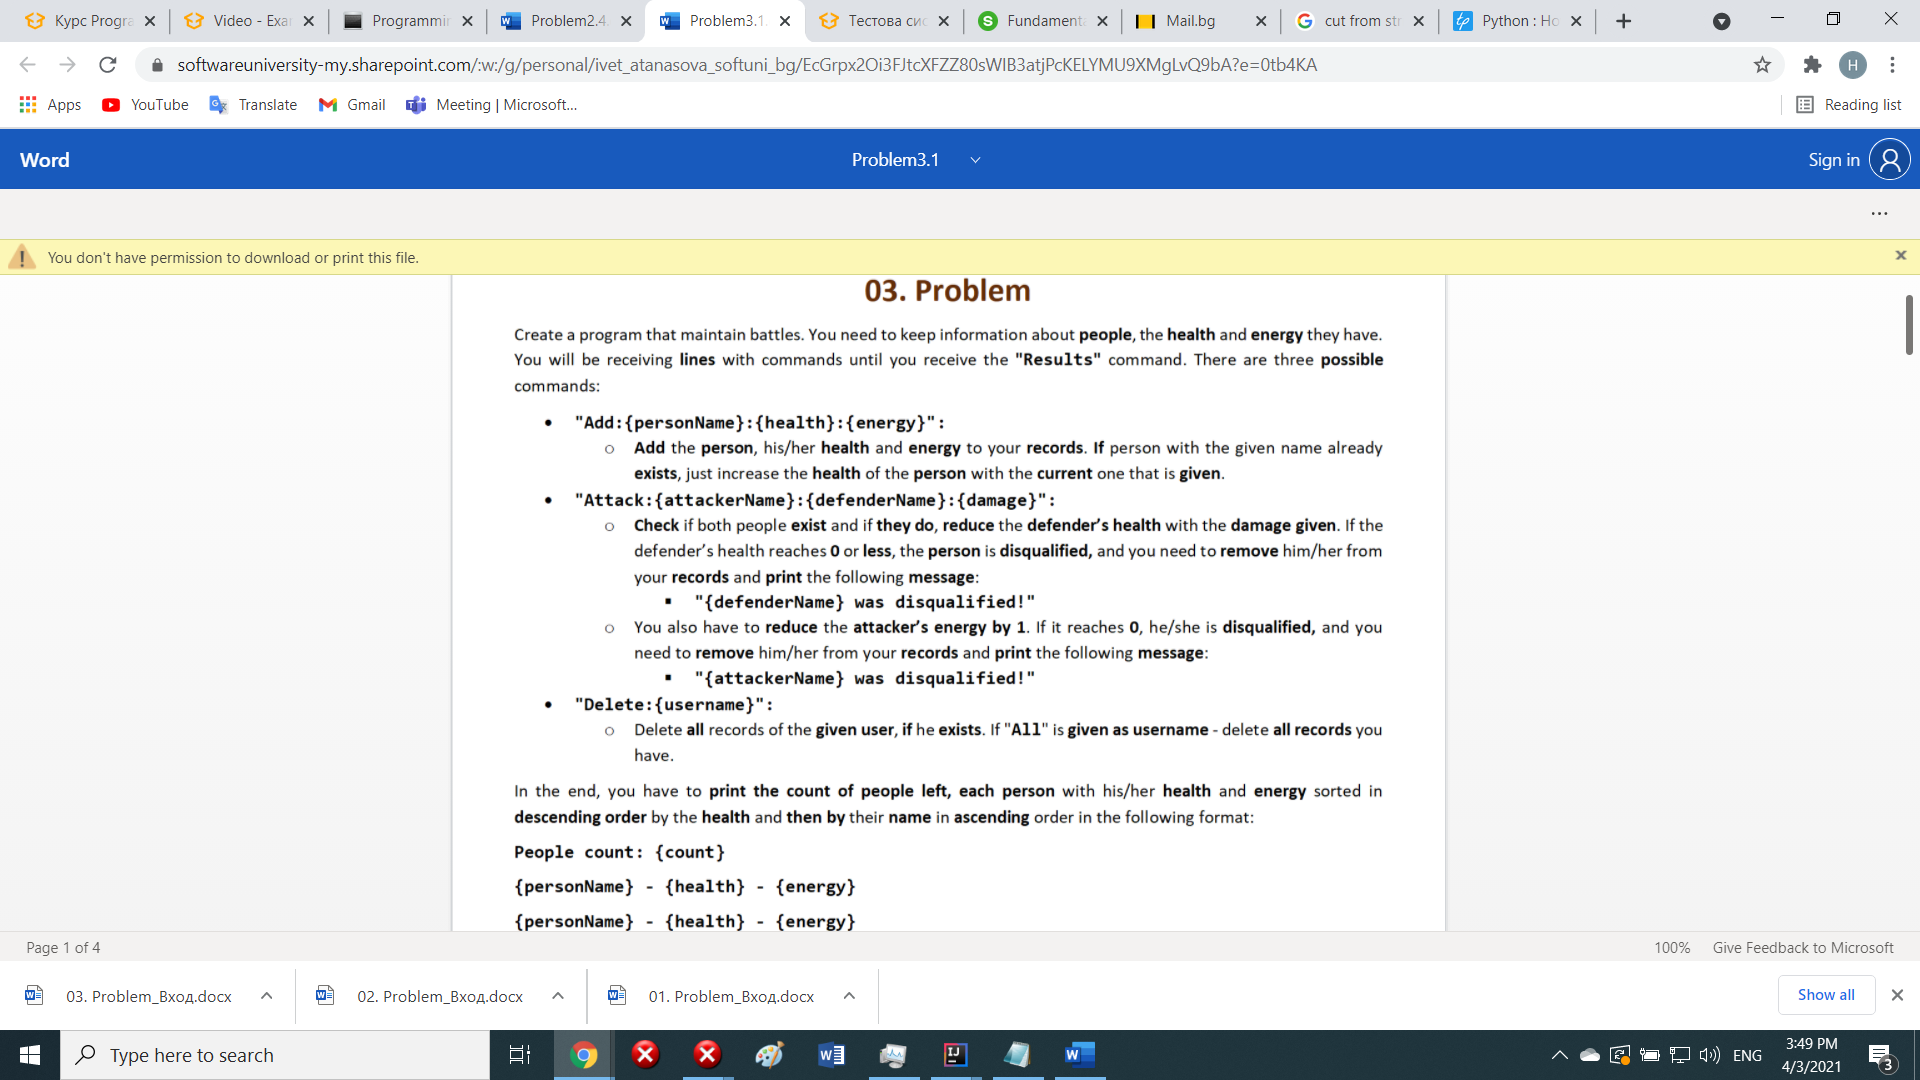 Курс Програ
Video - Exar
Programmir
Problem2.4.
Problem3.1.
Тестова сис
Fundamenta
Mail.bg
cut from str
Python : Ho
softwareuniversity-my.sharepoint.com/:w:/g/personal/ivet_atanasova_softuni_bg/EcGrpx2Oi3FJtcXFZZ80sWIB3atjPcKELYMU9XMgLvQ9bA?e=0tb4KA
H
Apps YouTube Translate Gmail Meeting | Microsoft... Reading list
Word Problem3.1 Sign in
You don't have permission to download or print this file.
03. Problem
Create a program that maintain battles. You need to keep information about people, the health and energy they have.
You will be receiving lines with commands until you receive the "Results" command. There are three possible
commands:
• "Add:{personName}:{health}:{energy}":
o Add the person, his/her health and energy to your records. If person with the given name already
exists, just increase the health of the person with the current one that is given.
• "Attack:{attackerName}:{defenderName}:{damage}":
o Check if both people exist and if they do, reduce the defender's health with the damage given. If the
defender's health reaches 0 or less, the person is disqualified, and you need to remove him/her from
your records and print the following message:
▪ "{defenderName} was disqualified!"
o You also have to reduce the attacker's energy by 1. If it reaches 0, he/she is disqualified, and you
need to remove him/her from your records and print the following message:
▪ "{attackerName} was disqualified!"
• "Delete:{username}":
o Delete all records of the given user, if he exists. If "All" is given as username - delete all records you
have.
In the end, you have to print the count of people left, each person with his/her health and energy sorted in
descending order by the health and then by their name in ascending order in the following format:
People count: {count}
{personName} - {health} - {energy}
{personName} - {health} - {energy}
Page 1 of 4 100% Give Feedback to Microsoft
03. Problem_Вход.docx 02. Problem_Вход.docx 01. Problem_Вход.docx Show all
Type here to search
ENG
3:49 PM
4/3/2021
3